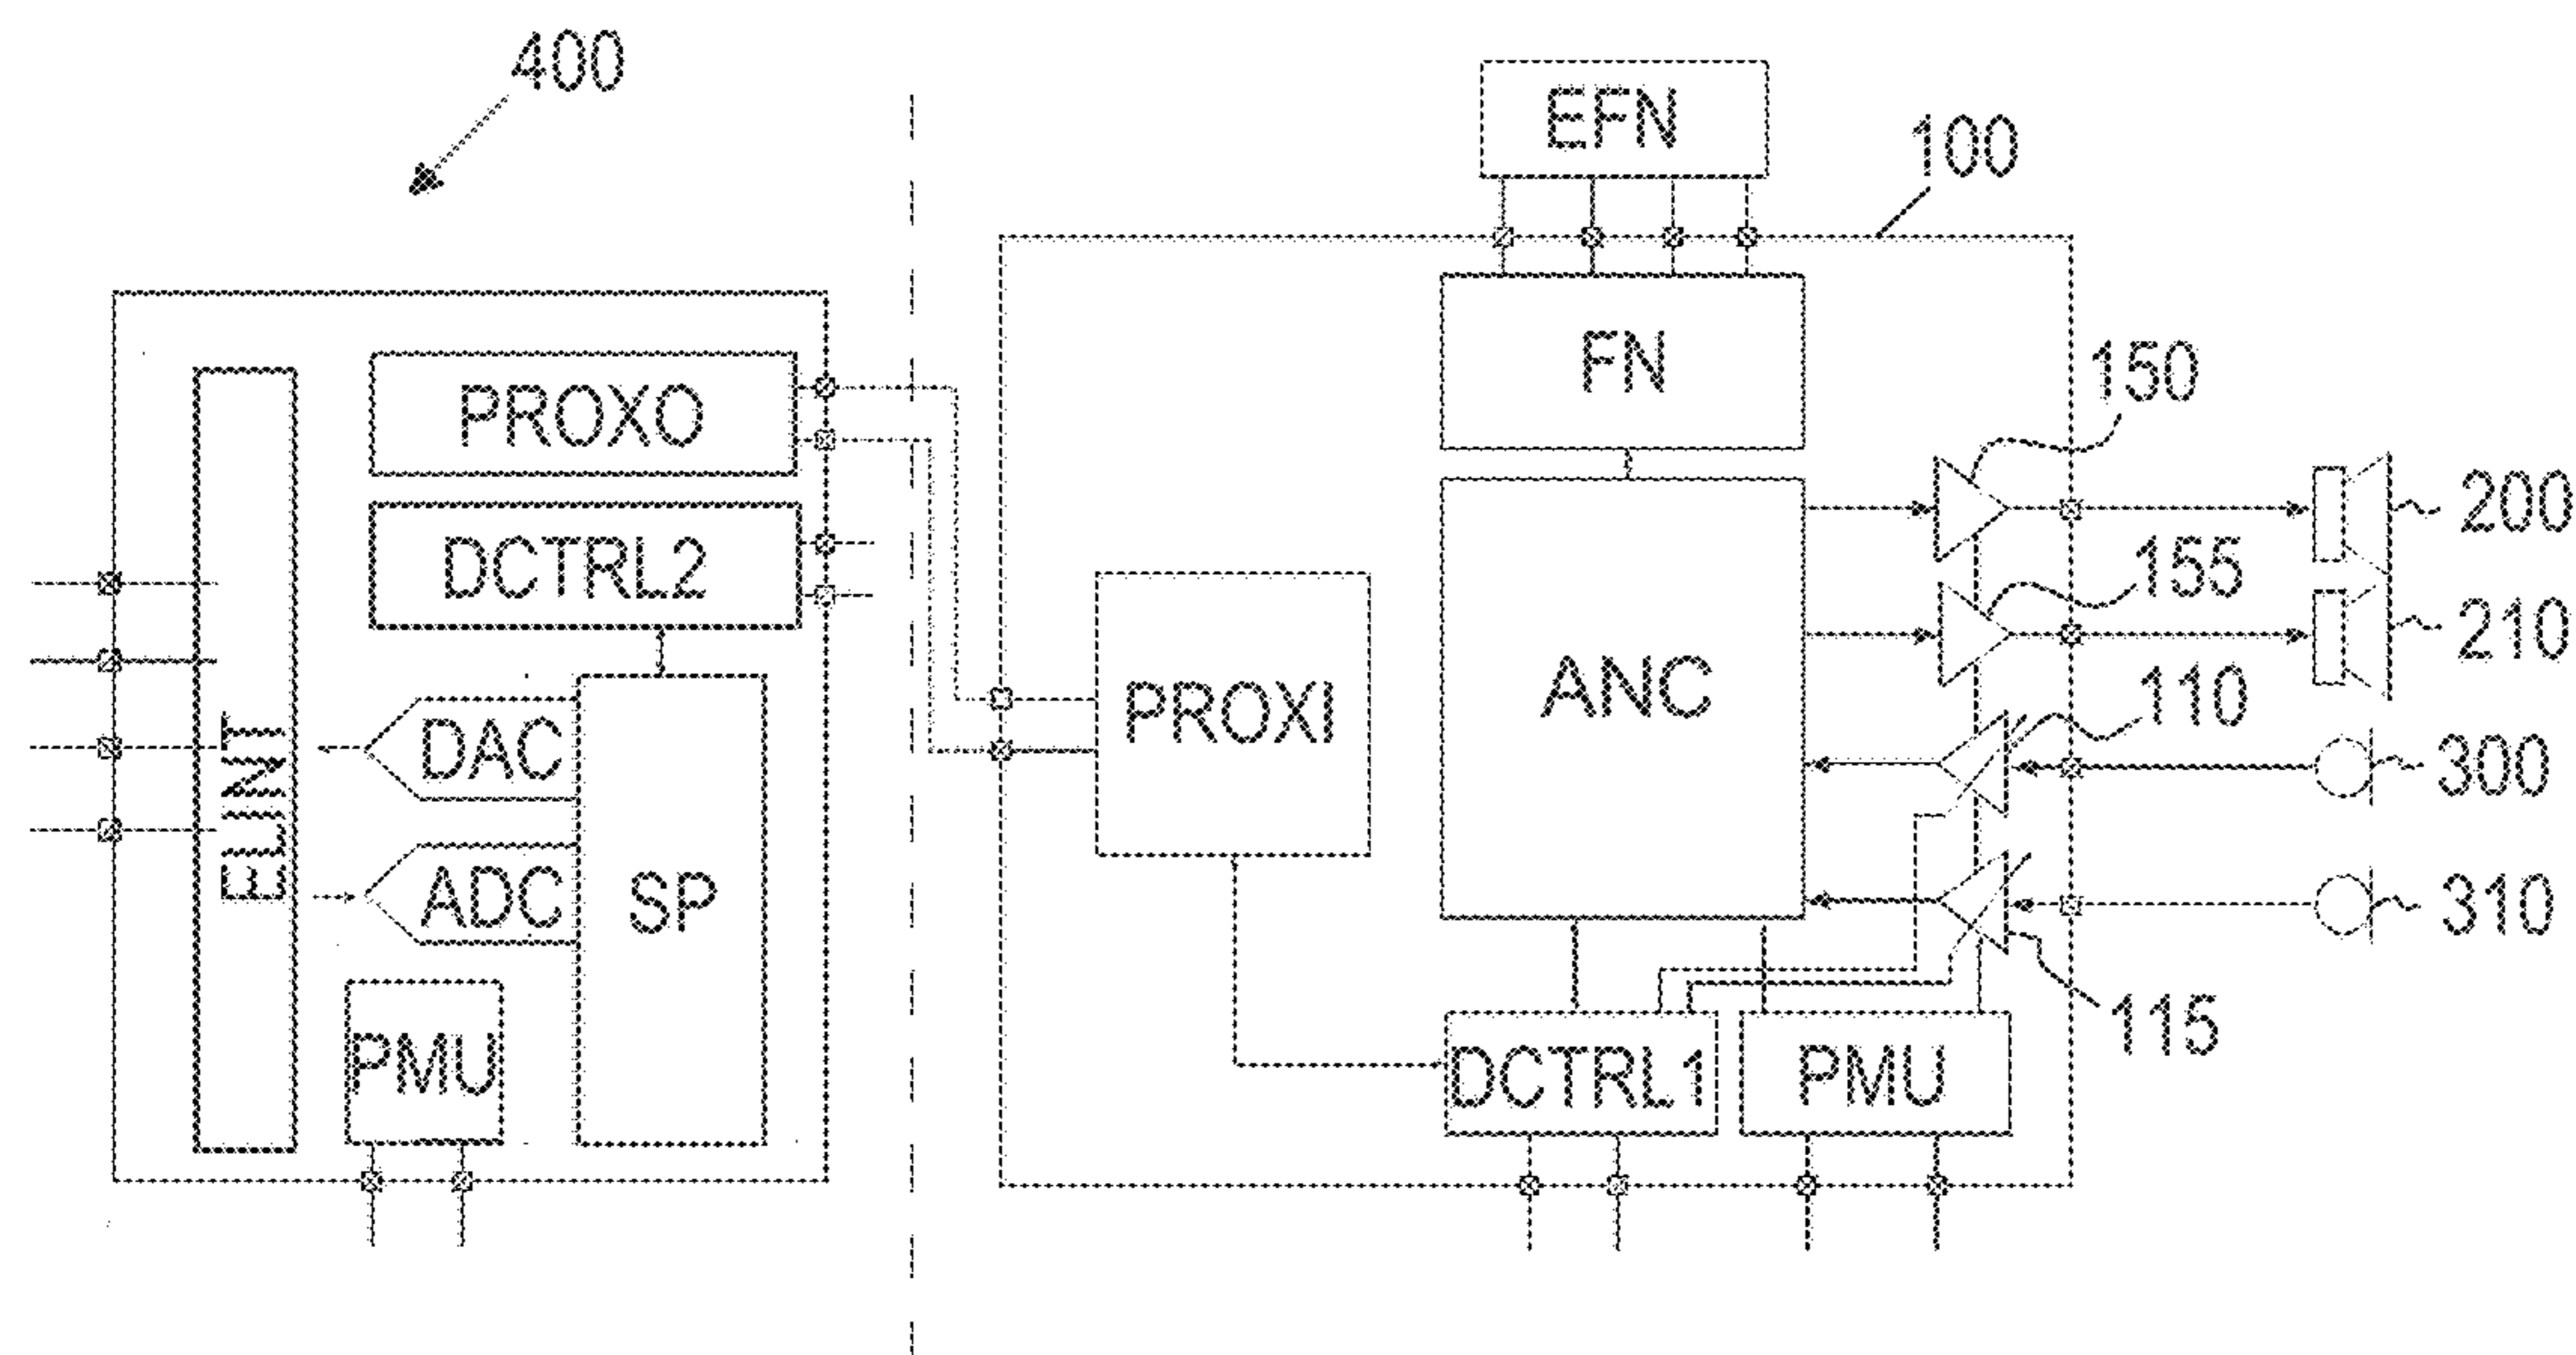 400
EFN
100
FN
150
PROXO
200
DCTRL2
155
210
ANC
110
PROXI
ELINT
DAC
300
ADC
SP
310
115
PMU
DCTRL1
PMU